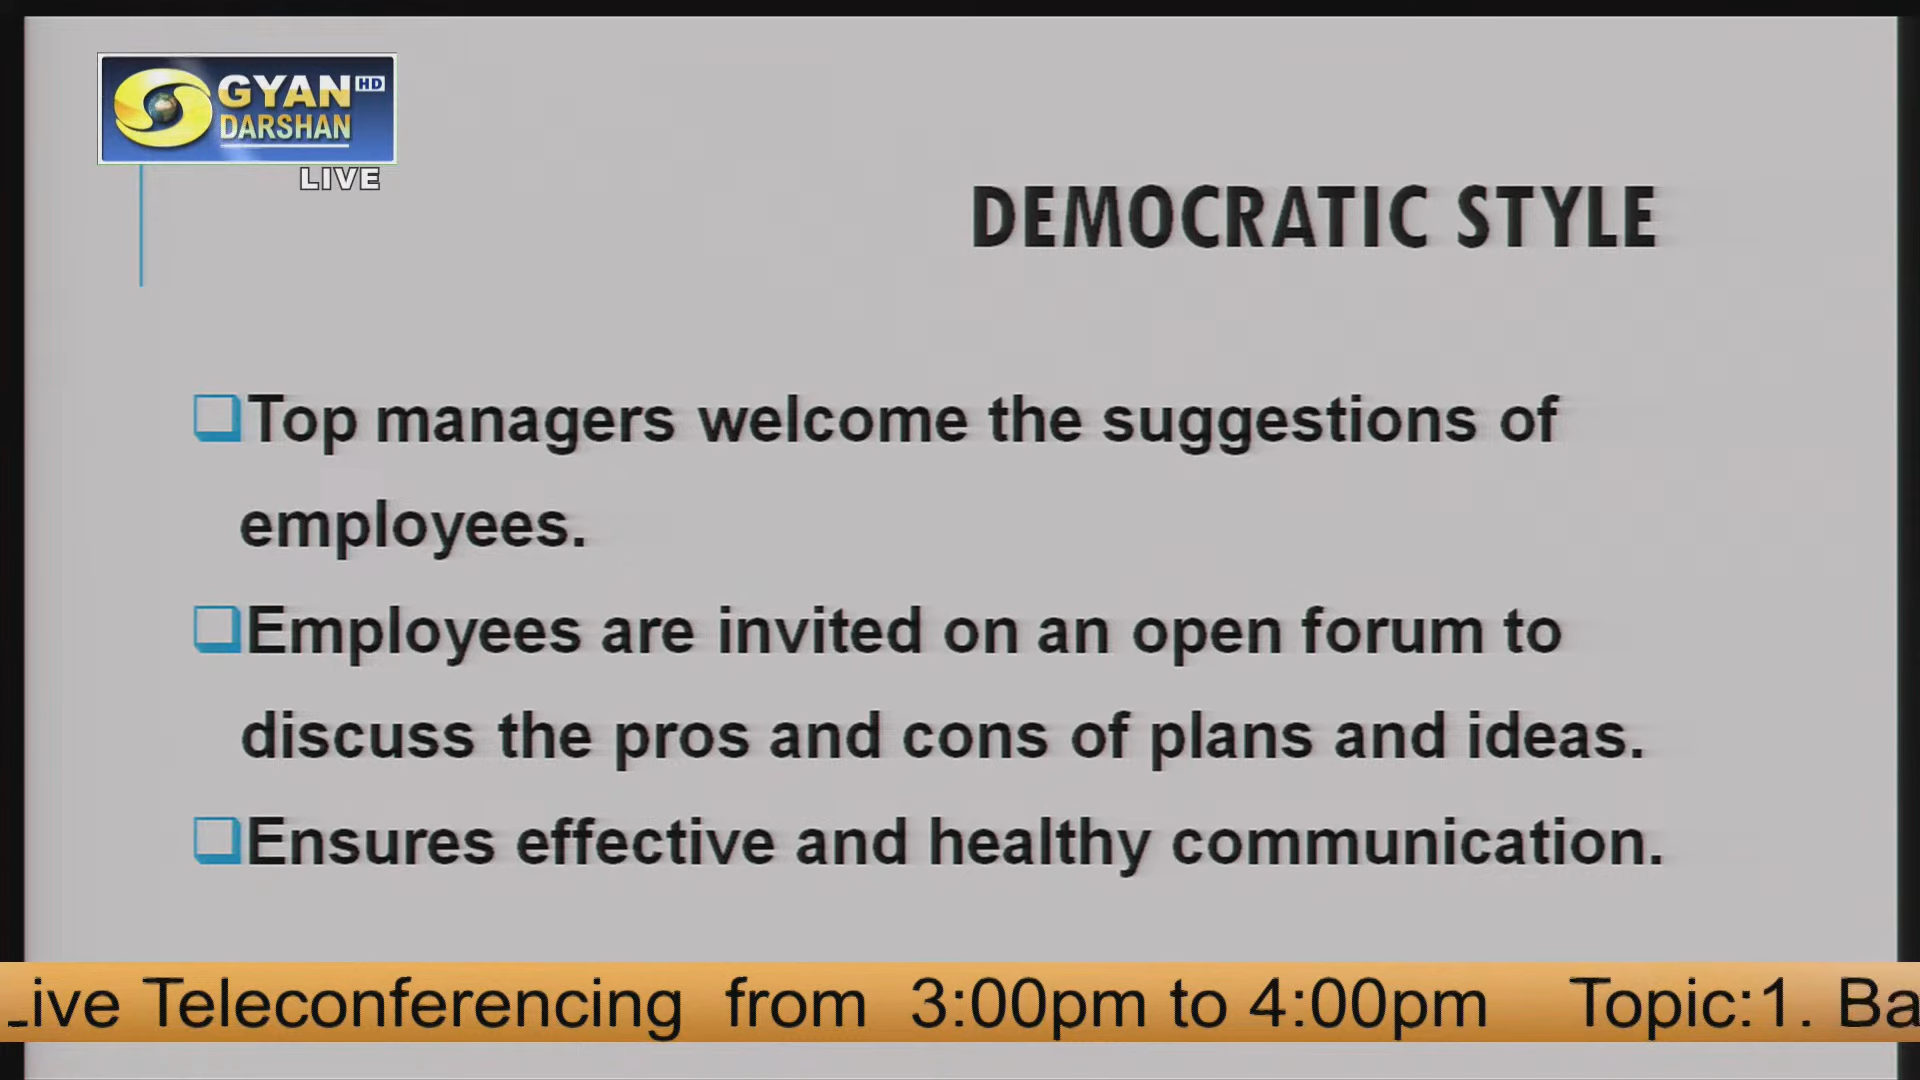 GYAN HD
DARSHAN
LIVE
DEMOCRATIC STYLE
Top managers welcome the suggestions of
employees.
Employees are invited on an open forum to
discuss the pros and cons of plans and ideas.
Ensures effective and healthy communication.
Teleconferencing from 3:00pm to 4:00pm Topic:1.